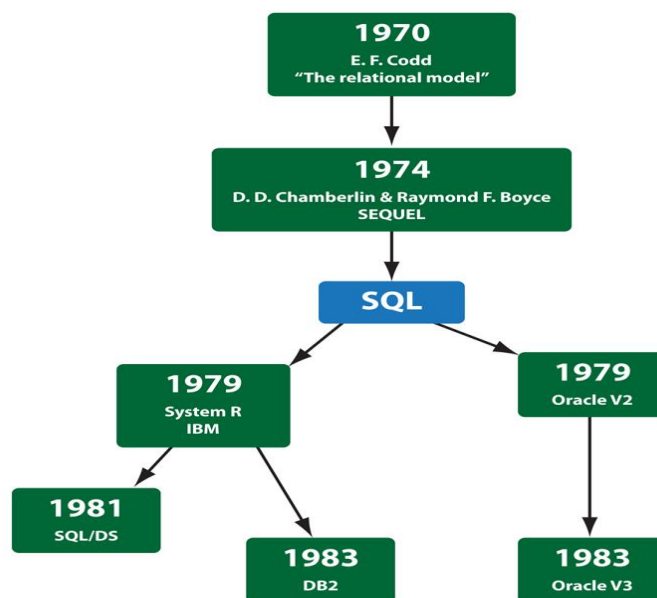 1970
E. F. Codd
“The relational model”
1974
D. D. Chamberlin & Raymond F. Boyce
SEQUEL
SQL
1979
System R
IBM
1979
Oracle V2
1981
SQL/DS
1983
DB2
1983
Oracle V3